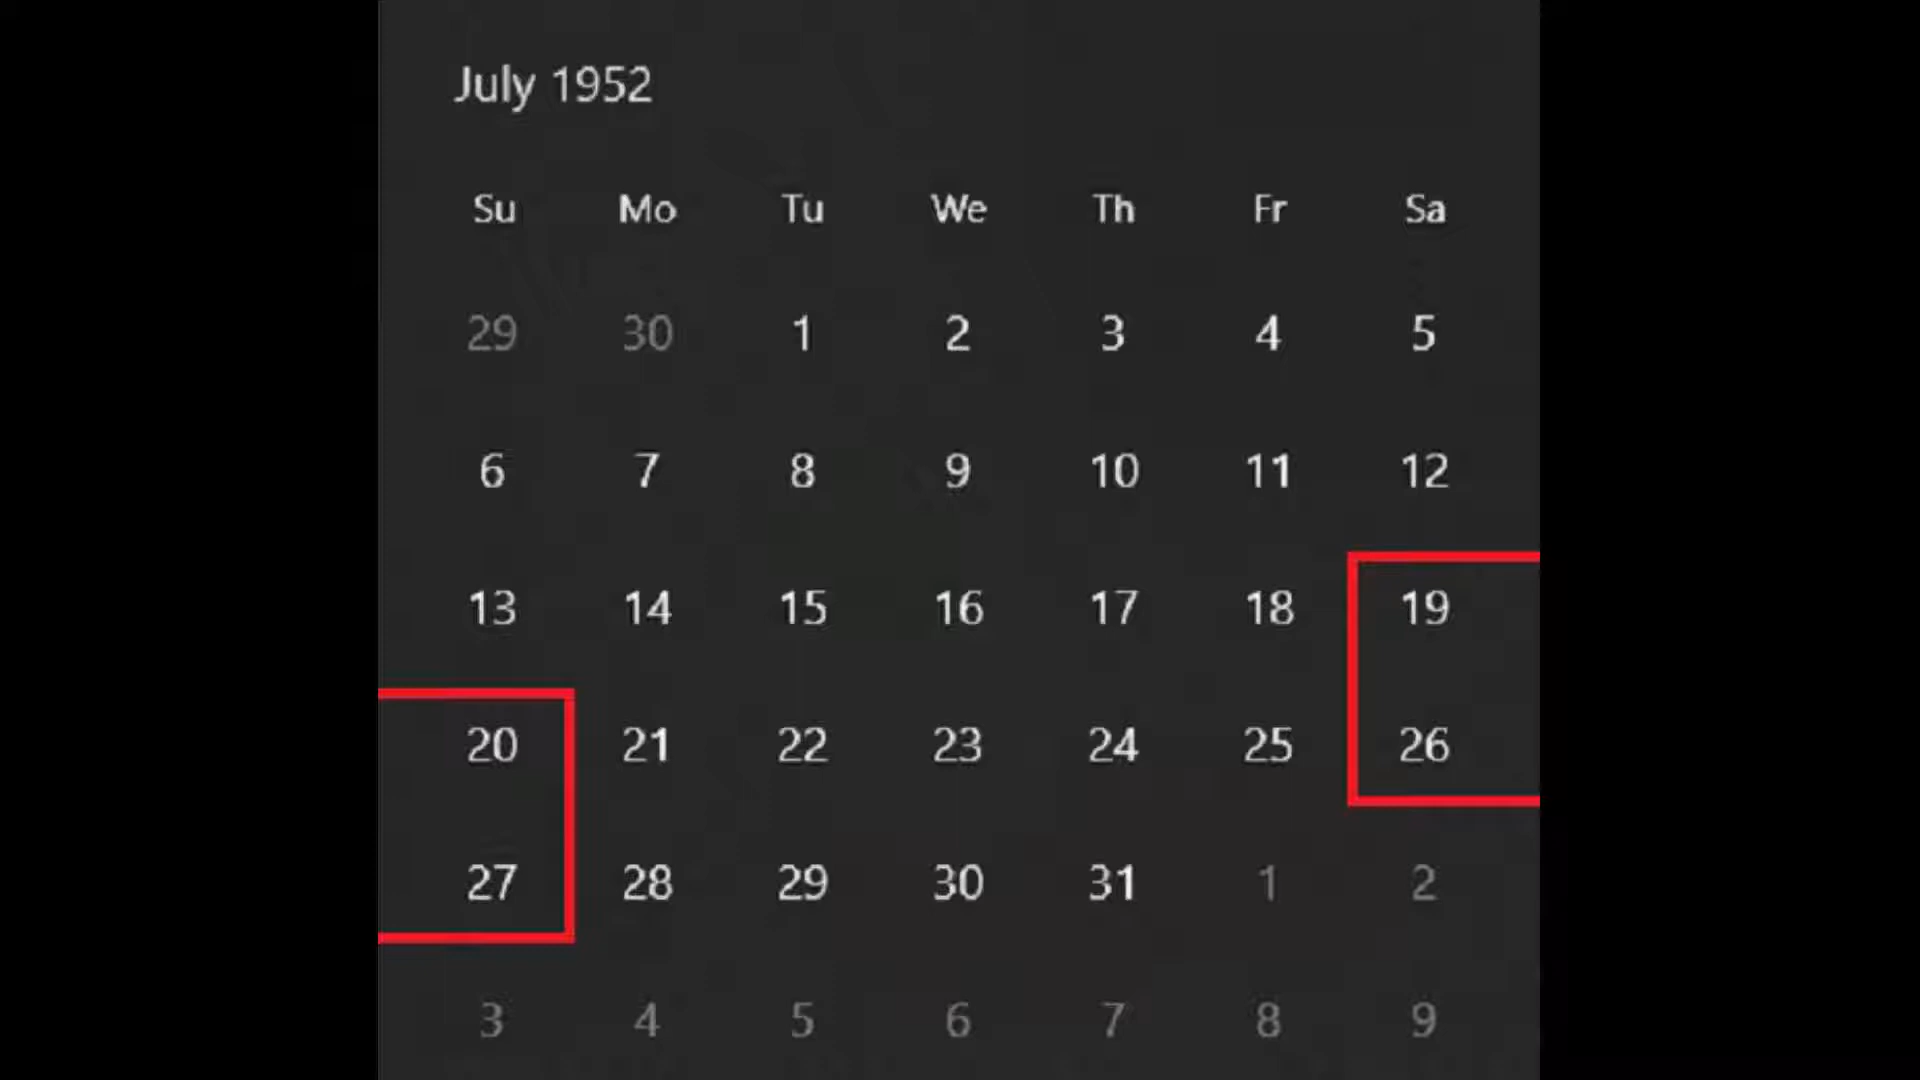 July 1952
Su Mo Tu We Th Fr Sa
29 30 1 2 3 4 5
6 7 8 9 10 11 12
13 14 15 16 17 18 19
20 21 22 23 24 25 26
27 28 29 30 31 1 2
3 4 5 6 7 8 9